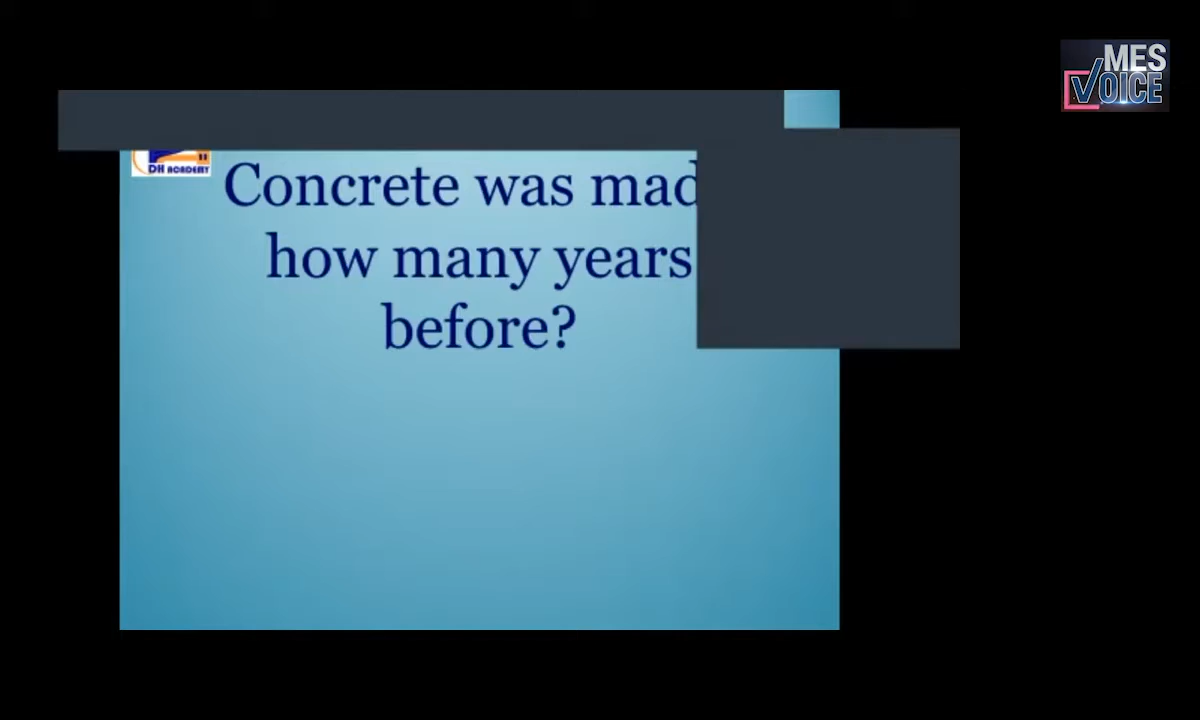 MES
VOICE
DH ACADEMY
Concrete was mad
how many years
before?